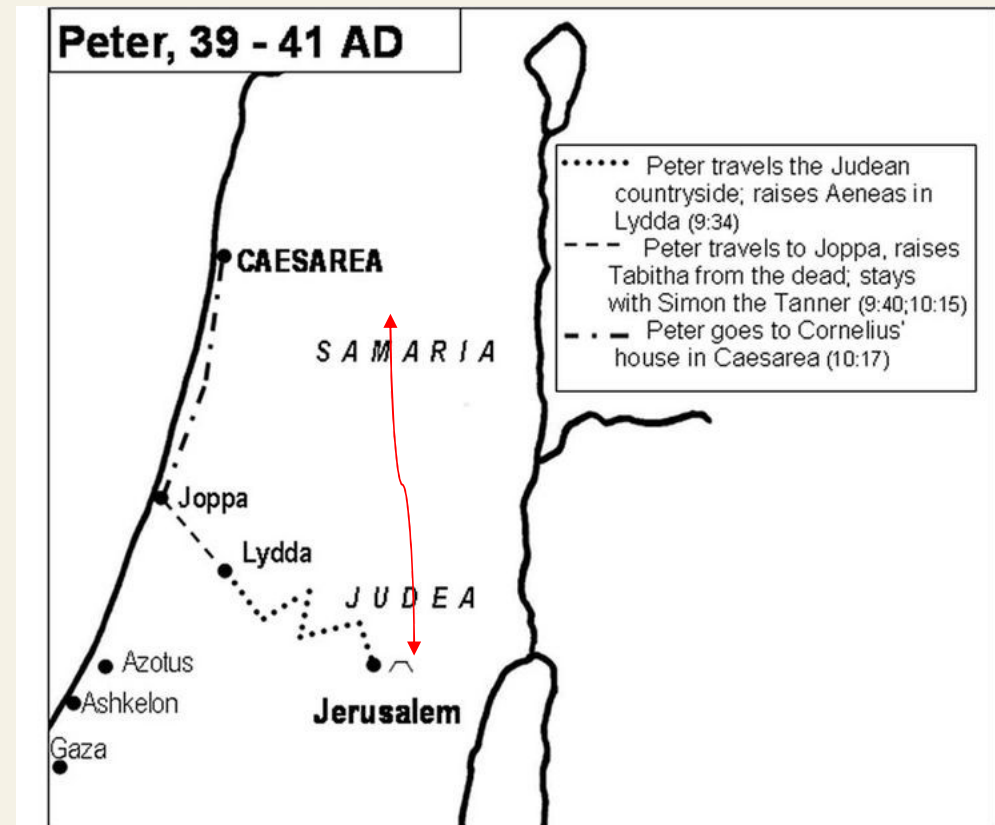 Peter, 39 - 41 AD
Peter travels the Judean
countryside; raises Aeneas in
Lydda (9:34)
Peter travels to Joppa, raises
Tabitha from the dead; stays
with Simon the Tanner (9:40;10:15)
Peter goes to Cornelius'
house in Caesarea (10:17)
CAESAREA
SAMARIA
Joppa
Lydda
JUDEA
Azotus
Jerusalem
Ashkelon
Gaza